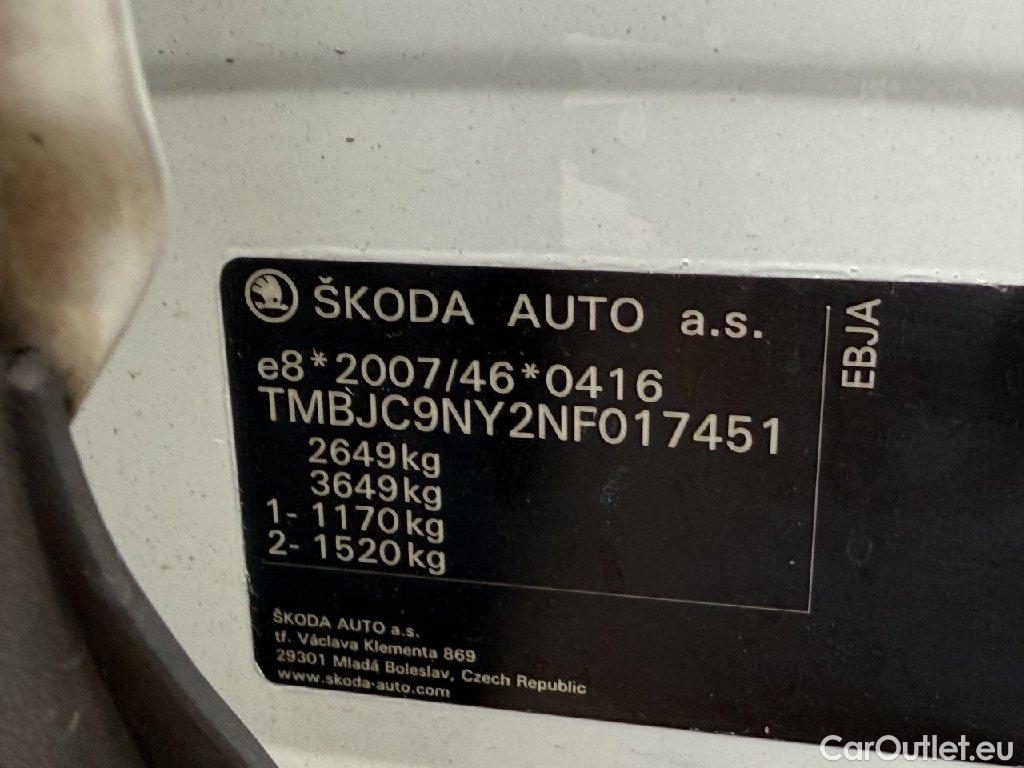 ŠKODA AUTO a.s.
e8*2007/46*0416
TMBJC9NY2NF017451
2649kg
3649kg
1- 1170kg
2- 1520kg
EBJA
ŠKODA AUTO a.s.
tř. Václava Klementa 869
29301 Mladá Boleslav, Czech Republic
www.skoda-auto.com
CarOutlet.eu